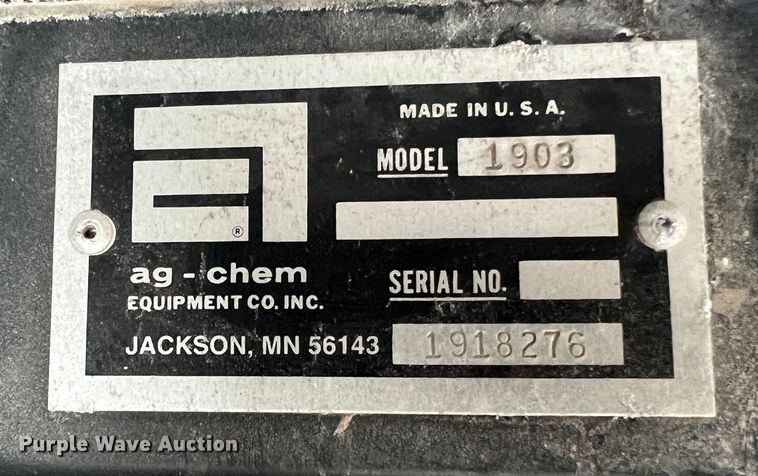 MADE IN U. S. A.
MODEL 1903
®
ag - chem
EQUIPMENT CO. INC.
SERIAL NO.
JACKSON, MN 56143 1918276
Purple Wave Auction